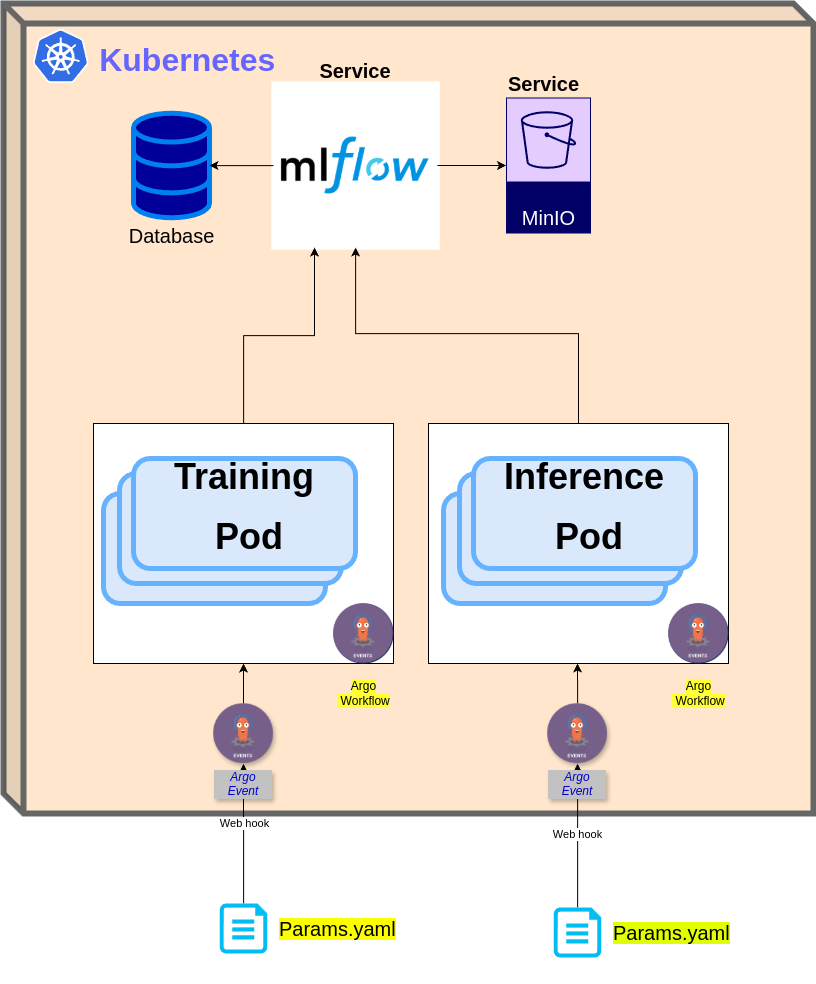 Kubernetes
Service
Service
mlflow
MinIO
Database
Training
Pod
Inference
Pod
EVENTS
EVENTS
Argo
Workflow
Argo
Workflow
EVENTS
EVENTS
Argo
Event
Argo
Event
Web hook
Web hook
Params.yaml
Params.yaml